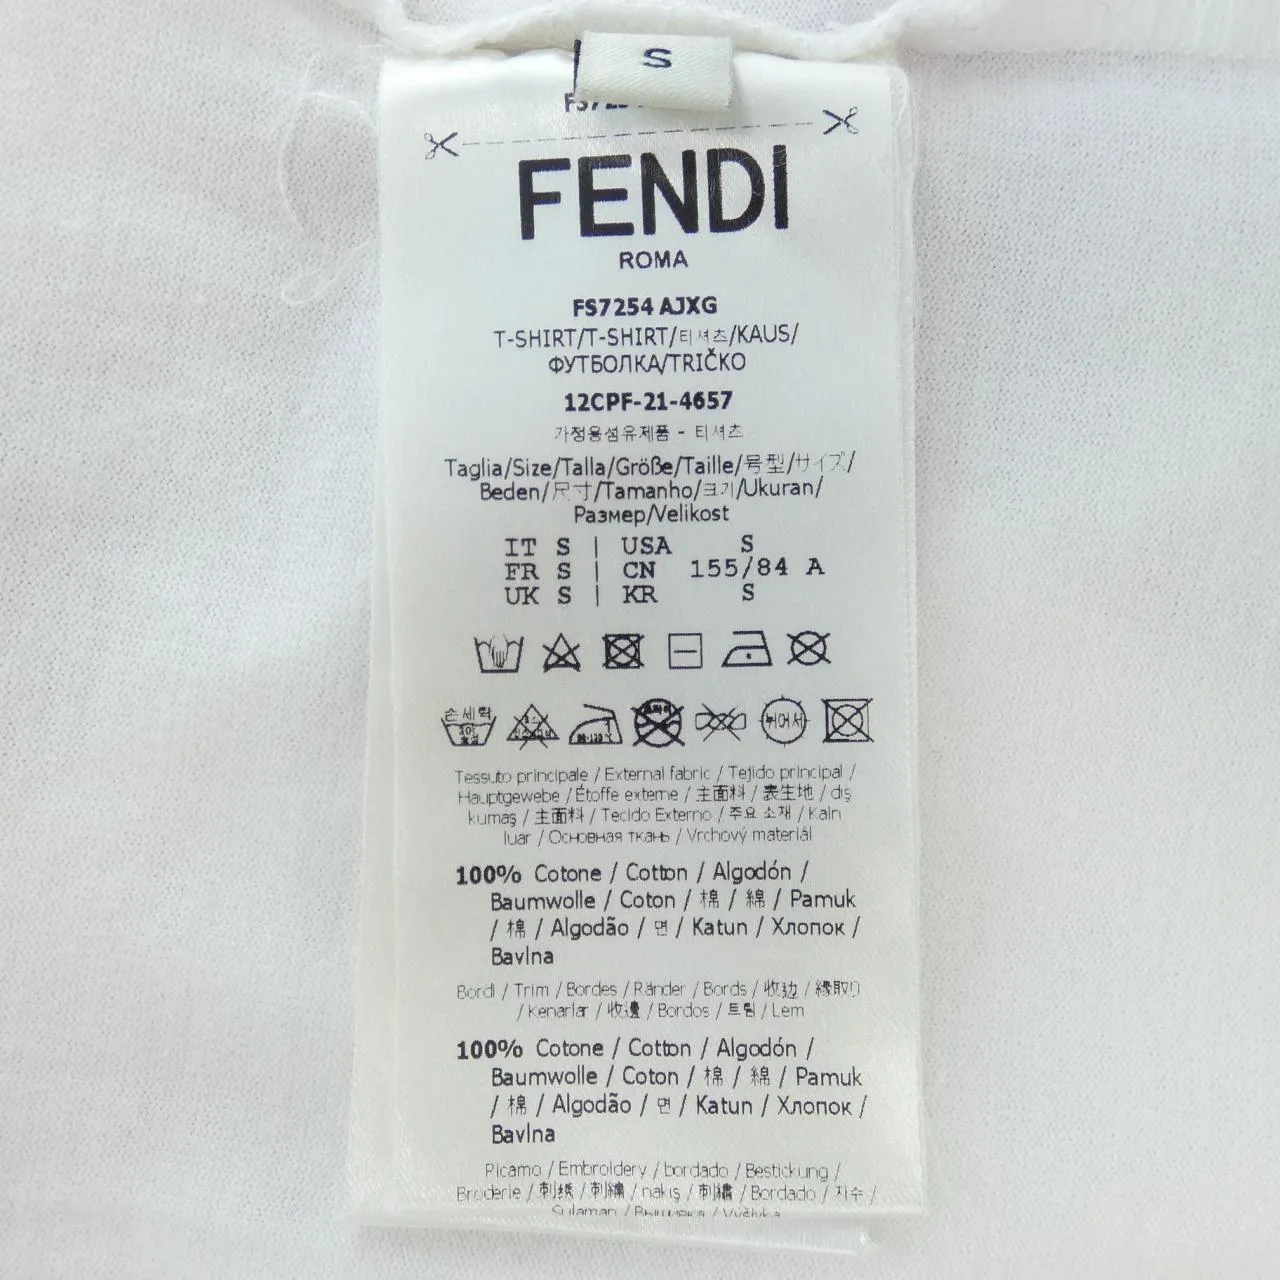 S
FENDI
ROMA
FS7254 AJXG
T-SHIRT/T-SHIRT/티셔츠/KAUS/
ФУТБОЛКА/TRIČKO
12CPF-21-4657
가정용섬유제품 - 티셔츠
Taglia/Size/Talla/Größe/Taille/号型/サイズ/
Beden/尺寸/Tamanho/크기/Ukuran/
Размер/Velikost
IT S | USA S
FR S | CN 155/84 A
UK S | KR S
손세탁
Tessuto principale / External fabric / Tejido principal /
Hauptgewebe / Étoffe externe / 主面料 / 表生地 / dış
kumaş / 主面料 / Tecido Externo / 주요 소재 / Kain
luar / Основная ткань / Vrchový materiál
100% Cotone / Cotton / Algodón /
Baumwolle / Coton / 棉 / 綿 / Pamuk
/ 棉 / Algodão / 면 / Katun / Хлопок /
Bavlna
Bordi / Trim / Bordes / Ränder / Bords / 收边 / 縁取り
/ Kenarlar / 收邊 / Bordos / 트림 / Lem
100% Cotone / Cotton / Algodón /
Baumwolle / Coton / 棉 / 綿 / Pamuk
/ 棉 / Algodão / 면 / Katun / Хлопок /
Bavlna
Ricamo / Embroidery / bordado / Bestickung /
Broderie / 刺绣 / 刺繍 / nakış / 刺繡 / Bordado / 자수 /
Sulaman / Вышивка / Výšivka